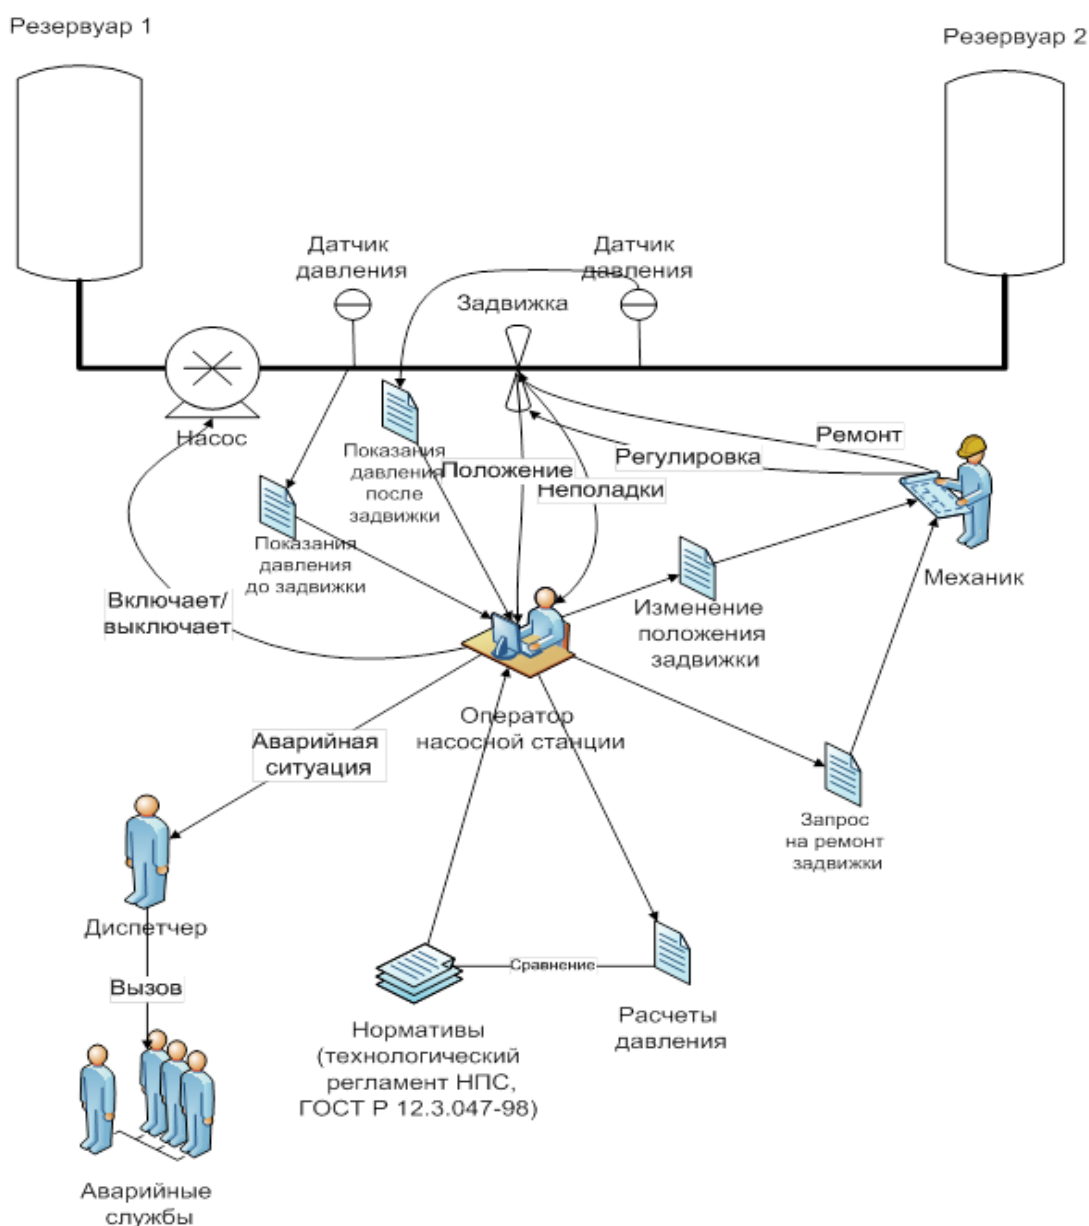 Резервуар 1
Резервуар 2
Датчик
давления
Датчик
давления
Задвижка
Насос
Показания
давления
после
задвижки
Положение
Неполадки
Регулировка
Ремонт
Показания
давления
до задвижки
Механик
Включает/
выключает
Изменение
положения
задвижки
Оператор
насосной станции
Аварийная
ситуация
Запрос
на ремонт
задвижки
Диспетчер
Вызов
Сравнение
Нормативы
(технологический
регламент НПС,
ГОСТ Р 12.3.047-98)
Расчеты
давления
Аварийные
службы